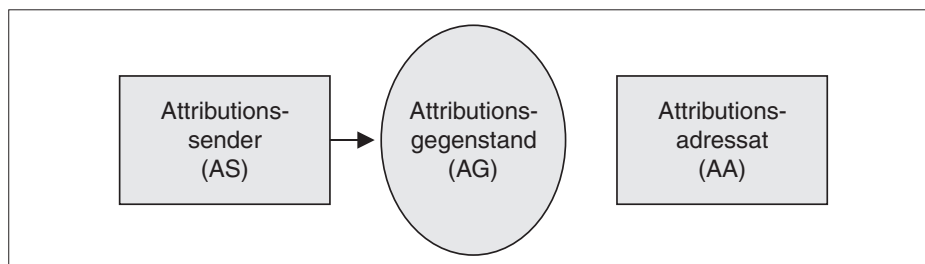 Attributions-
sender
(AS)
Attributions-
gegenstand
(AG)
Attributions-
adressat
(AA)